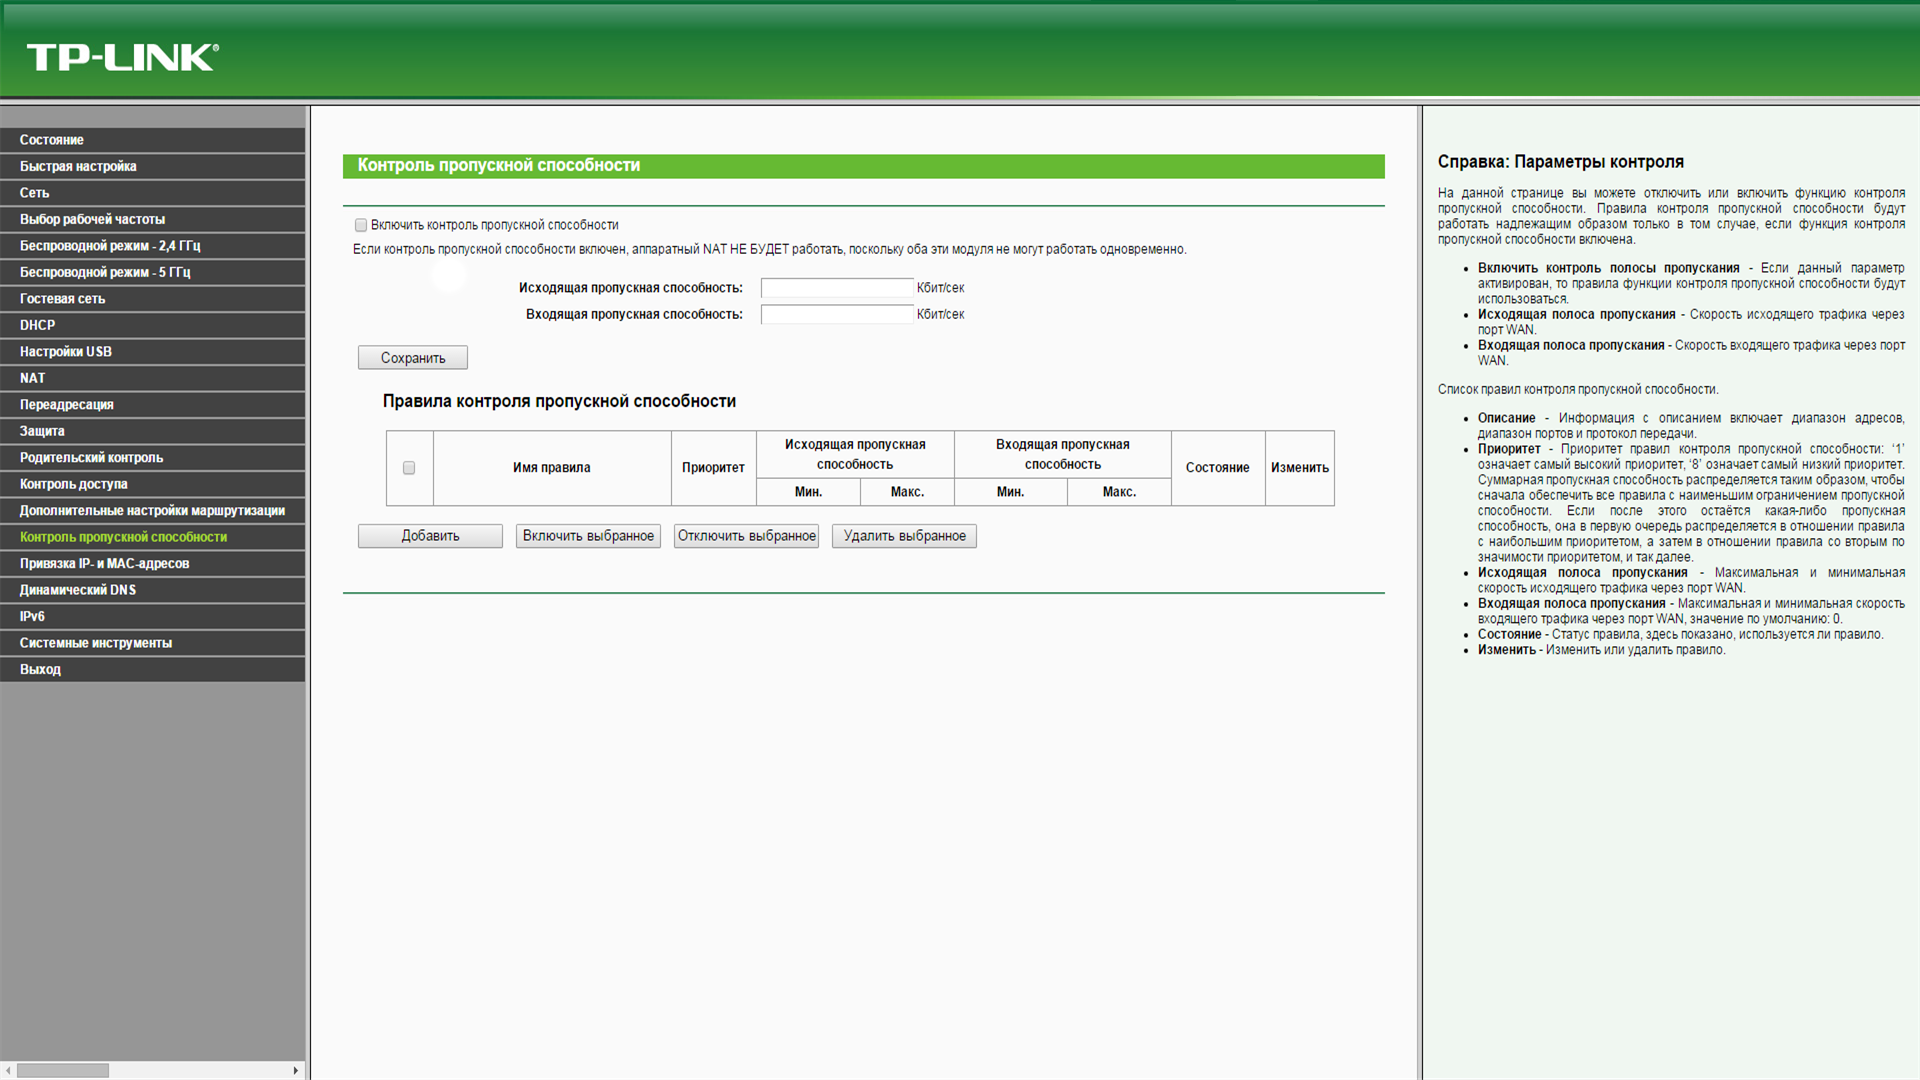 TP-LINK®
Состояние
Быстрая настройка
Сеть
Выбор рабочей частоты
Беспроводной режим - 2,4 ГГц
Беспроводной режим - 5 ГГц
Гостевая сеть
DHCP
Настройки USB
NAT
Переадресация
Защита
Родительский контроль
Контроль доступа
Дополнительные настройки маршрутизации
Контроль пропускной способности
Привязка IP- и MAC-адресов
Динамический DNS
IPv6
Системные инструменты
Выход
Контроль пропускной способности
Включить контроль пропускной способности
Если контроль пропускной способности включен, аппаратный NAT НЕ БУДЕТ работать, поскольку оба эти модуля не могут работать одновременно.
Исходящая пропускная способность: Кбит/сек
Входящая пропускная способность: Кбит/сек
Сохранить
Правила контроля пропускной способности
Имя правила
Приоритет
Исходящая пропускная
способность
Входящая пропускная
способность
Состояние
Изменить
Мин. Макс. Мин. Макс.
Добавить Включить выбранное Отключить выбранное Удалить выбранное
Справка: Параметры контроля
На данной странице вы можете отключить или включить функцию контроля
пропускной способности. Правила контроля пропускной способности будут
работать надлежащим образом только в том случае, если функция контроля
пропускной способности включена.
• Включить контроль полосы пропускания - Если данный параметр
активирован, то правила функции контроля пропускной способности будут
использоваться.
• Исходящая полоса пропускания - Скорость исходящего трафика через
порт WAN.
• Входящая полоса пропускания - Скорость входящего трафика через порт
WAN.
Список правил контроля пропускной способности.
• Описание - Информация с описанием включает диапазон адресов,
диапазон портов и протокол передачи.
• Приоритет - Приоритет правил контроля пропускной способности: ‘1’
означает самый высокий приоритет, ‘8’ означает самый низкий приоритет.
Суммарная пропускная способность распределяется таким образом, чтобы
сначала обеспечить все правила с наименьшим ограничением пропускной
способности. Если после этого остаётся какая-либо пропускная
способность, она в первую очередь распределяется в отношении правила
с наибольшим приоритетом, а затем в отношении правила со вторым по
значимости приоритетом, и так далее.
• Исходящая полоса пропускания - Максимальная и минимальная
скорость исходящего трафика через порт WAN.
• Входящая полоса пропускания - Максимальная и минимальная скорость
входящего трафика через порт WAN, значение по умолчанию: 0.
• Состояние - Статус правила, здесь показано, используется ли правило.
• Изменить - Изменить или удалить правило.